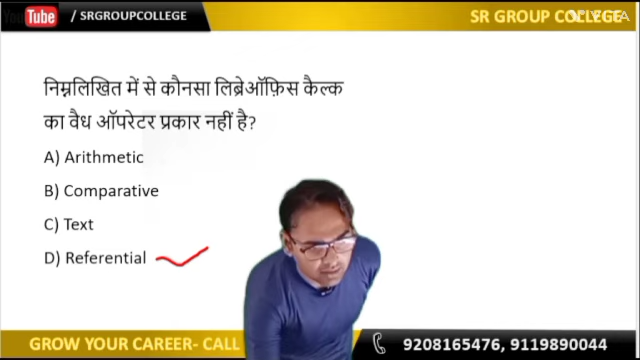 YouTube / SRGROUPCOLLEGE
SR GROUP COLLEGE
निम्नलिखित में से कौनसा लिब्रेऑफ़िस कैल्क
का वैध ऑपरेटर प्रकार नहीं है?
A) Arithmetic
B) Comparative
C) Text
D) Referential
GROW YOUR CAREER- CALL
9208165476, 9119890044